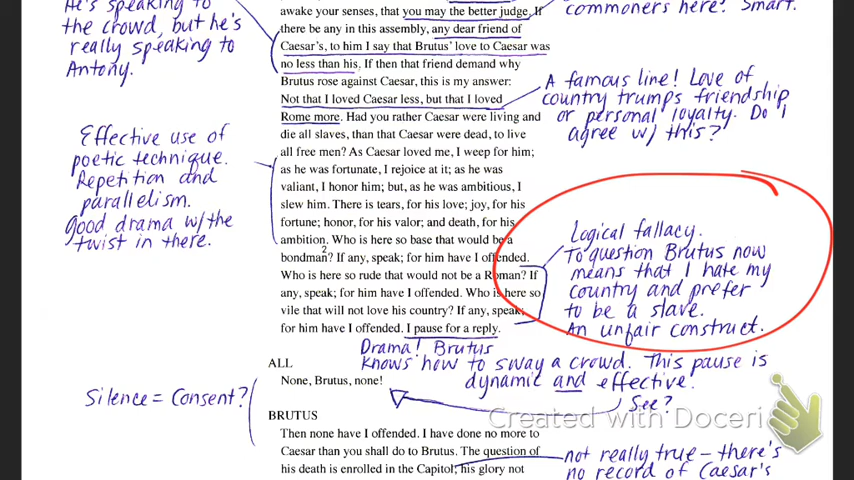 He's speaking to
the crowd, but he's
really speaking to
Antony.
commoners here! Smart.
awake your senses, that you may the better judge. If
there be any in this assembly, any dear friend of
Caesar's, to him I say that Brutus' love to Caesar was
no less than his. If then that friend demand why
Brutus rose against Caesar, this is my answer:
Not that I loved Caesar less, but that I loved
Rome more. Had you rather Caesar were living and
die all slaves, than that Caesar were dead, to live
all free men? As Caesar loved me, I weep for him;
as he was fortunate, I rejoice at it; as he was
valiant, I honor him; but, as he was ambitious, I
slew him. There is tears, for his love; joy, for his
fortune; honor, for his valor; and death, for his
ambition. Who is here so base that would be a
bondman? If any, speak; for him have I offended.
Who is here so rude that would not be a Roman? If
any, speak; for him have I offended. Who is here so
vile that will not love his country? If any, speak;
for him have I offended. I pause for a reply.
A famous line! Love of
country trumps friendship
or personal loyalty. Do I
agree w/ this?
Effective use of
poetic technique.
Repetition and
parallelism.
Good drama w/the
twist in there.
?
Logical fallacy.
To question Brutus now
means that I hate my
country and prefer
to be a slave.
An unfair construct.
Drama! Brutus
knows how to sway a crowd. This pause is
dynamic and effective.
See?
ALL
None, Brutus, none!
Silence = Consent?
BRUTUS
Then none have I offended. I have done no more to
Caesar than you shall do to Brutus. The question of
his death is enrolled in the Capitol; his glory not
not really true - there's
no record of Caesar's
Created with Doceri